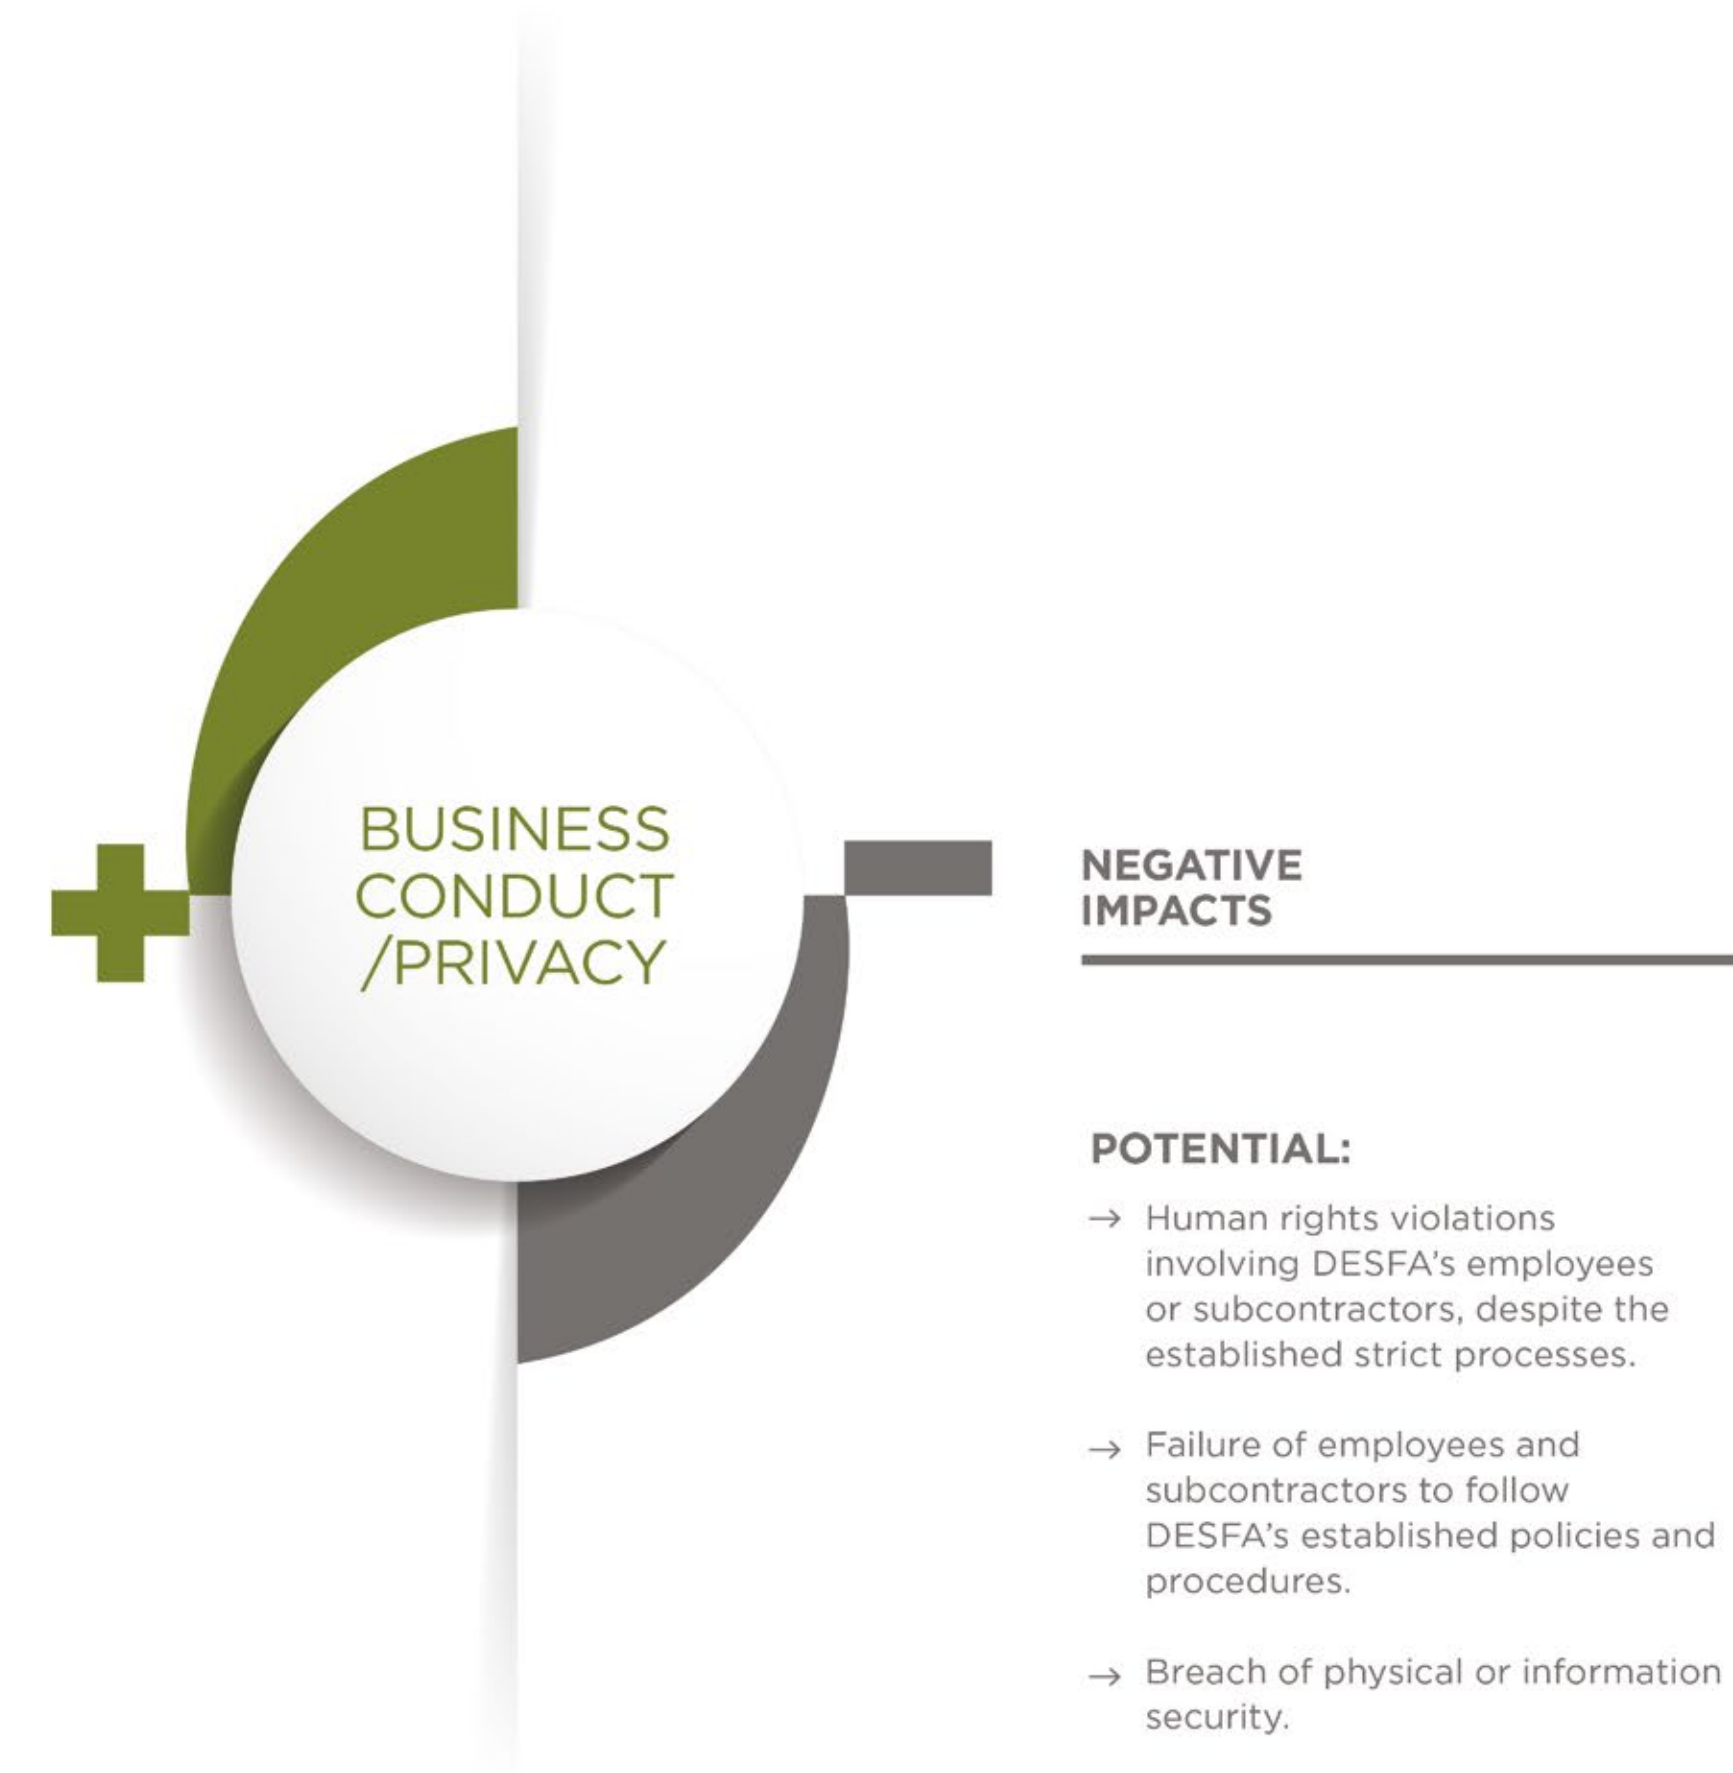 BUSINESS
CONDUCT
/PRIVACY
NEGATIVE
IMPACTS
POTENTIAL:
→ Human rights violations
involving DESFA’s employees
or subcontractors, despite the
established strict processes.
→ Failure of employees and
subcontractors to follow
DESFA’s established policies and
procedures.
→ Breach of physical or information
security.